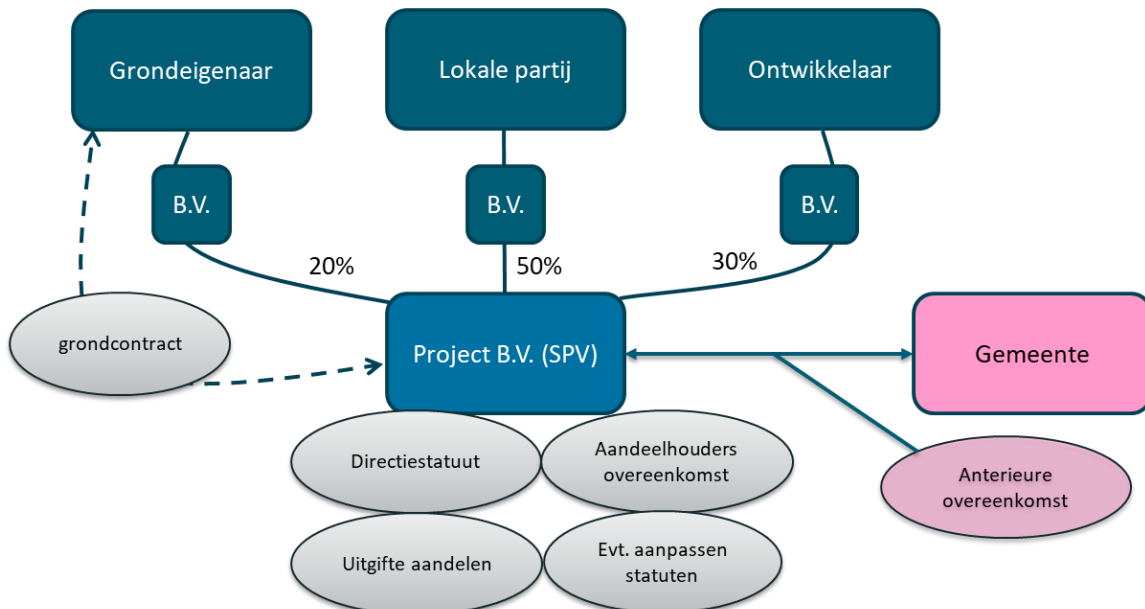 Grondeigenaar
Lokale partij
Ontwikkelaar
B.V.
B.V.
B.V.
20%
50%
30%
grondcontract
Project B.V. (SPV)
Gemeente
Directiestatuut
Aandeelhouders
overeenkomst
Anterieure
overeenkomst
Uitgifte aandelen
Evt. aanpassen
statuten